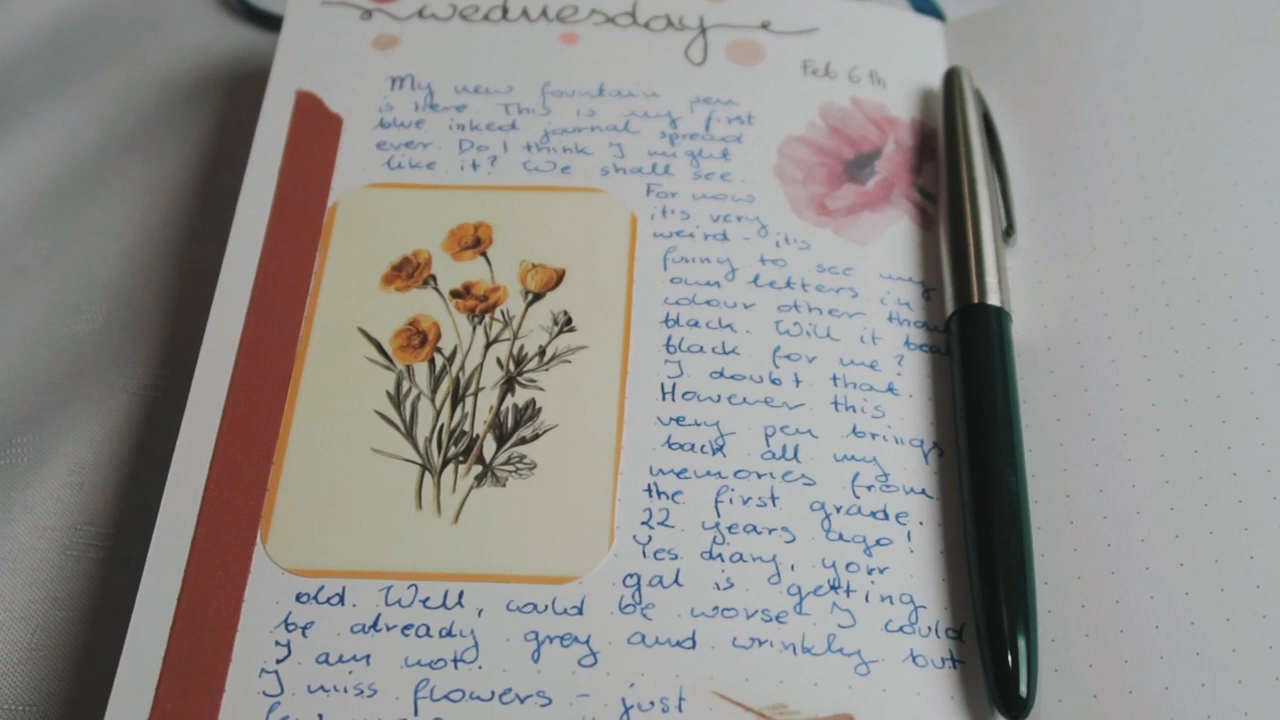 wednesday
Feb 6th
My new fountain pen
is here. This is my first
blue inked journal spread
ever. Do I think I might
like it? We shall see.
For now
it's very
weird - it's
funny to see my
own letters in
colour other than
black. Will it beat
black for me?
I doubt that.
However this
very pen brings
back all my
memories from
the first grade.
22 years ago!
Yes diary, your
gal is getting
old. Well, could be worse - I could
be already grey and wrinkly but
I am not.
I miss flowers - just